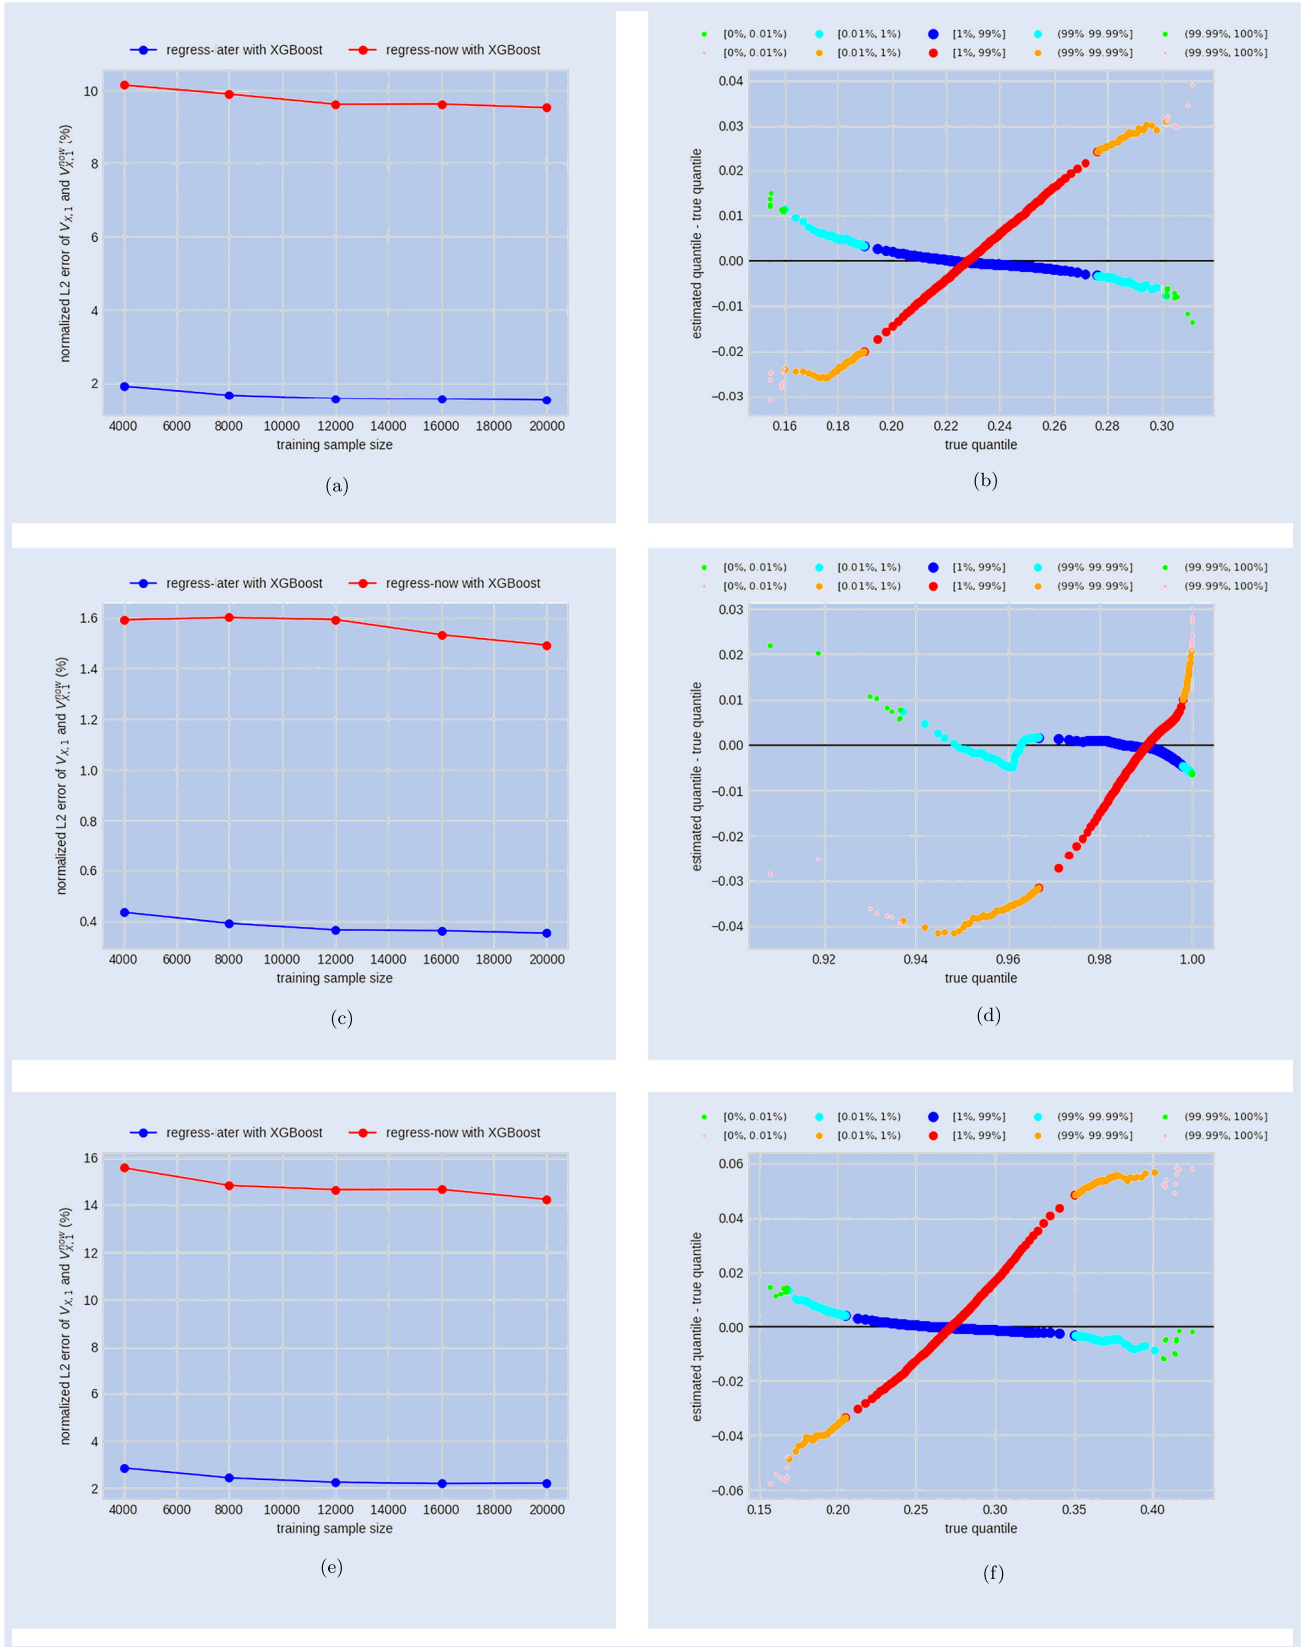 regress-later with XGBoost regress-now with XGBoost
normalized L2 error of V_{X,1} and V_{X,1}^{now} (%)
10
8
6
4
2
4000 6000 8000 10000 12000 14000 16000 18000 20000
training sample size
(a)
[0%, 0.01%) [0.01%, 1%) [1%, 99%] (99% 99.99%] (99.99%, 100%]
[0%, 0.01%) [0.01%, 1%) [1%, 99%] (99% 99.99%] (99.99%, 100%]
estimated quantile - true quantile
0.04
0.03
0.02
0.01
0.00
−0.01
−0.02
−0.03
0.16 0.18 0.20 0.22 0.24 0.26 0.28 0.30
true quantile
(b)
regress-later with XGBoost regress-now with XGBoost
normalized L2 error of V_{X,1} and V_{X,1}^{now} (%)
1.6
1.4
1.2
1.0
0.8
0.6
0.4
4000 6000 8000 10000 12000 14000 16000 18000 20000
training sample size
(c)
[0%, 0.01%) [0.01%, 1%) [1%, 99%] (99% 99.99%] (99.99%, 100%]
[0%, 0.01%) [0.01%, 1%) [1%, 99%] (99% 99.99%] (99.99%, 100%]
estimated quantile - true quantile
0.03
0.02
0.01
0.00
−0.01
−0.02
−0.03
−0.04
0.92 0.94 0.96 0.98 1.00
true quantile
(d)
regress-later with XGBoost regress-now with XGBoost
normalized L2 error of V_{X,1} and V_{X,1}^{now} (%)
16
14
12
10
8
6
4
2
4000 6000 8000 10000 12000 14000 16000 18000 20000
training sample size
(e)
[0%, 0.01%) [0.01%, 1%) [1%, 99%] (99% 99.99%] (99.99%, 100%]
[0%, 0.01%) [0.01%, 1%) [1%, 99%] (99% 99.99%] (99.99%, 100%]
estimated quantile - true quantile
0.06
0.04
0.02
0.00
−0.02
−0.04
−0.06
0.15 0.20 0.25 0.30 0.35 0.40
true quantile
(f)